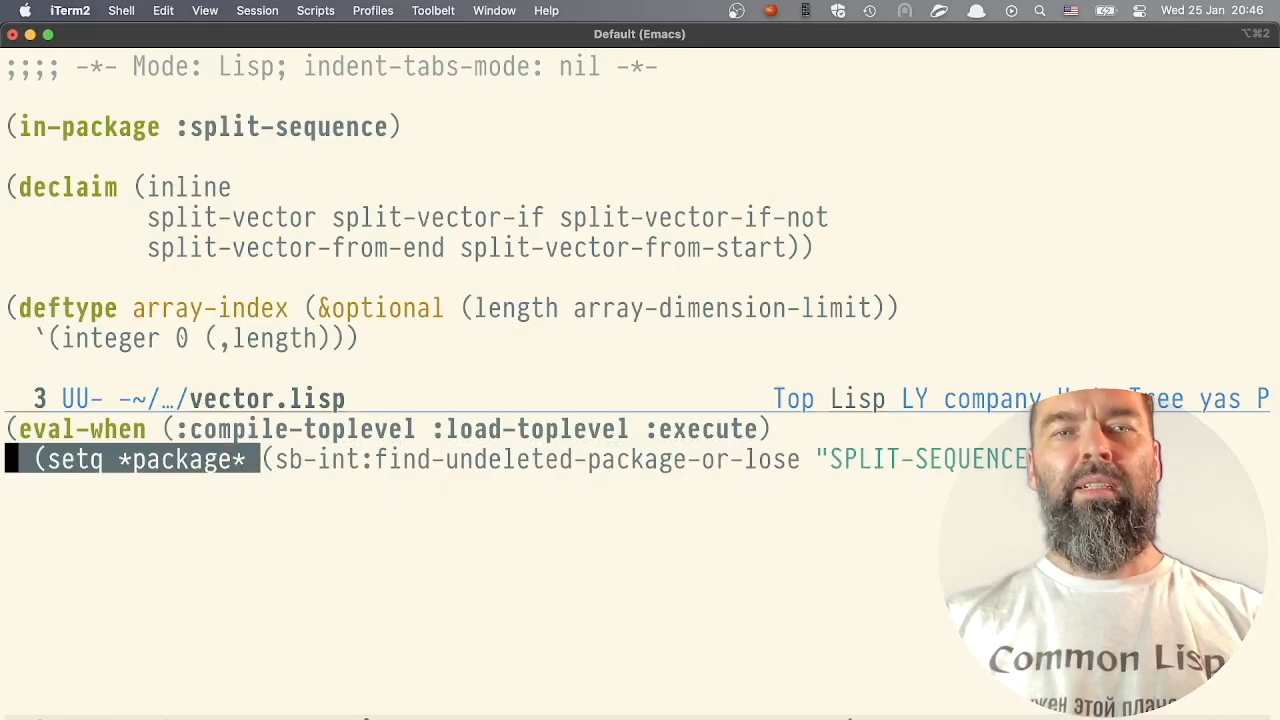 iTerm2 Shell Edit View Session Scripts Profiles Toolbelt Window Help Wed 25 Jan 20:46
Default (Emacs) ⌥⌘2
;;;; -*- Mode: Lisp; indent-tabs-mode: nil -*-
(in-package :split-sequence)
(declaim (inline
split-vector split-vector-if split-vector-if-not
split-vector-from-end split-vector-from-start))
(deftype array-index (&optional (length array-dimension-limit))
`(integer 0 (,length)))
3 UU- -~/…/vector.lisp Top Lisp LY company Tree yas P
(eval-when (:compile-toplevel :load-toplevel :execute)
(setq *package* (sb-int:find-undeleted-package-or-lose "SPLIT-SEQUENCE
Common Lisp
нужен этой